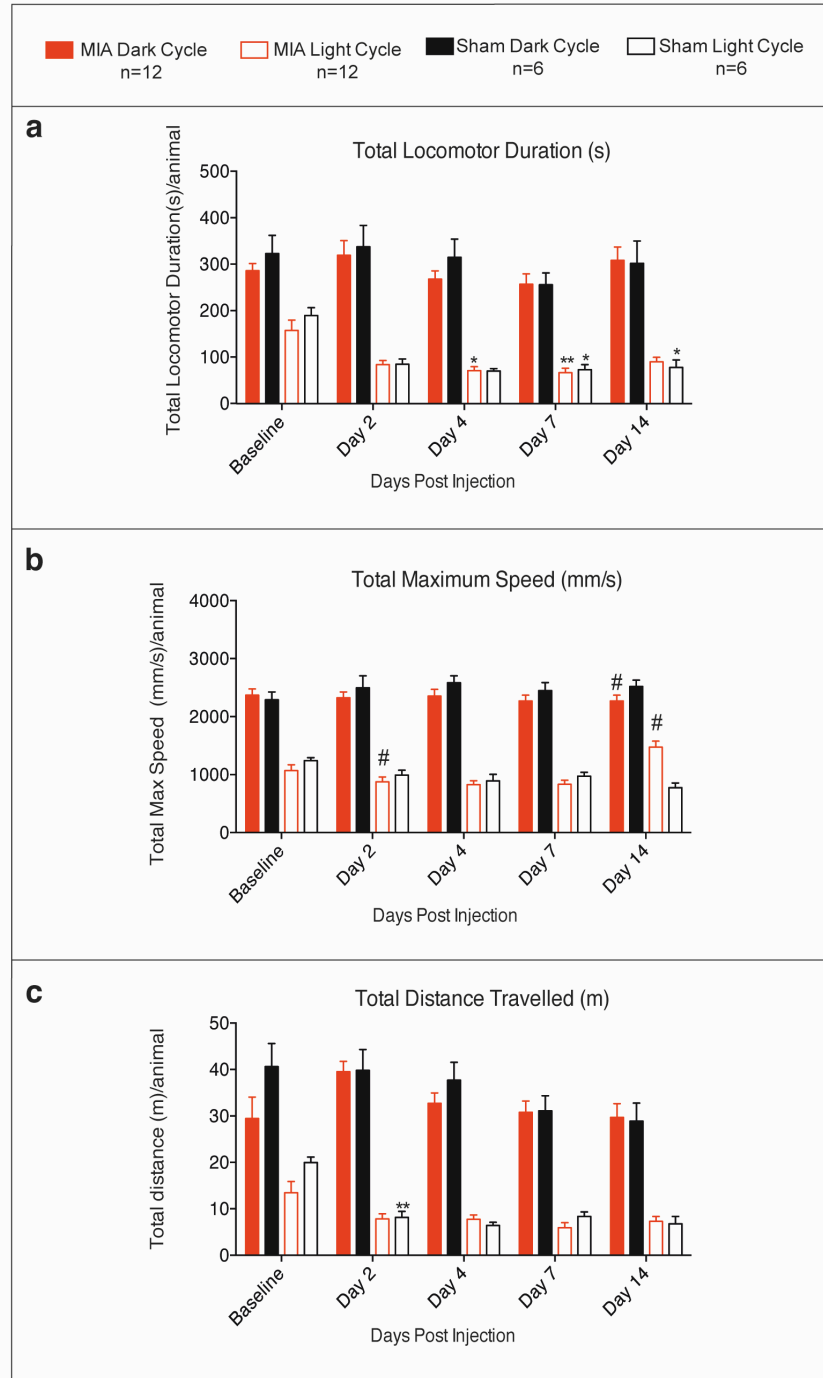 MIA Dark Cycle
n=12
MIA Light Cycle
n=12
Sham Dark Cycle
n=6
Sham Light Cycle
n=6
a
Total Locomotor Duration (s)
Total Locomotor Duration(s)/animal
500
400
300
200
100
0
*
**
*
*
Baseline
Day 2
Day 4
Day 7
Day 14
Days Post Injection
b
Total Maximum Speed (mm/s)
Total Max Speed (mm/s)/animal
4000
3000
2000
1000
0
#
#
#
Baseline
Day 2
Day 4
Day 7
Day 14
Days Post Injection
c
Total Distance Travelled (m)
Total distance (m)/animal
50
40
30
20
10
0
**
Baseline
Day 2
Day 4
Day 7
Day 14
Days Post Injection